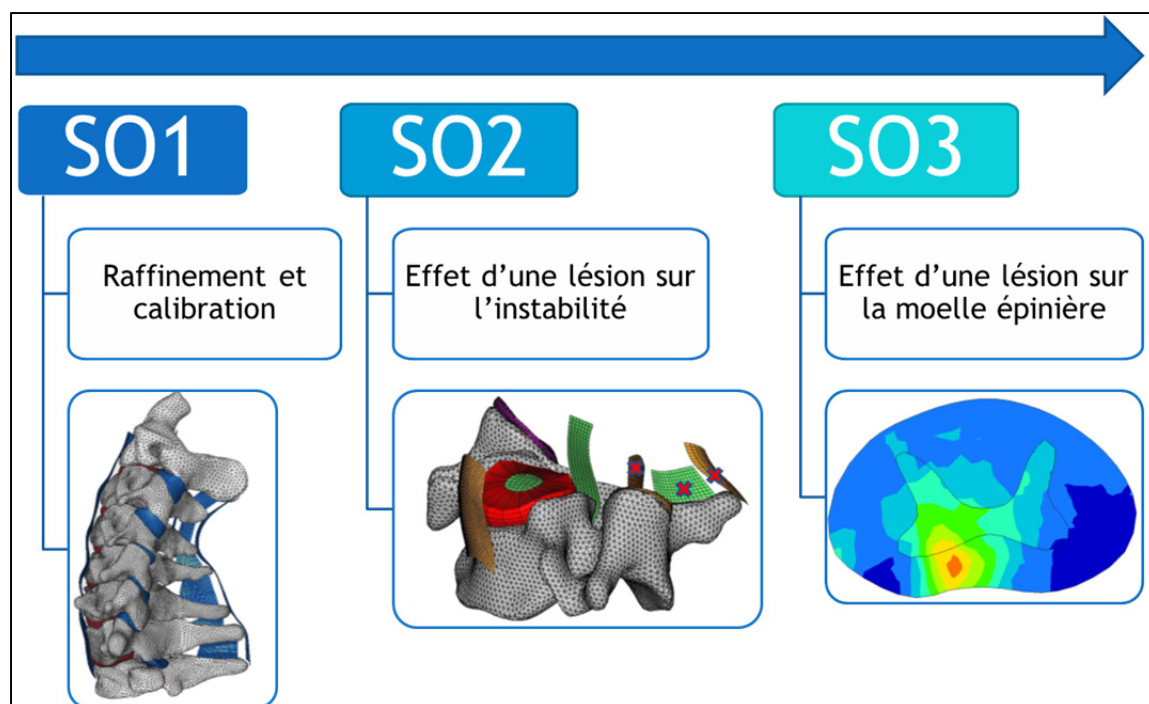 SO1
SO2
SO3
Raffinement et
calibration
Effet d’une lésion sur
l’instabilité
Effet d’une lésion sur
la moelle épinière